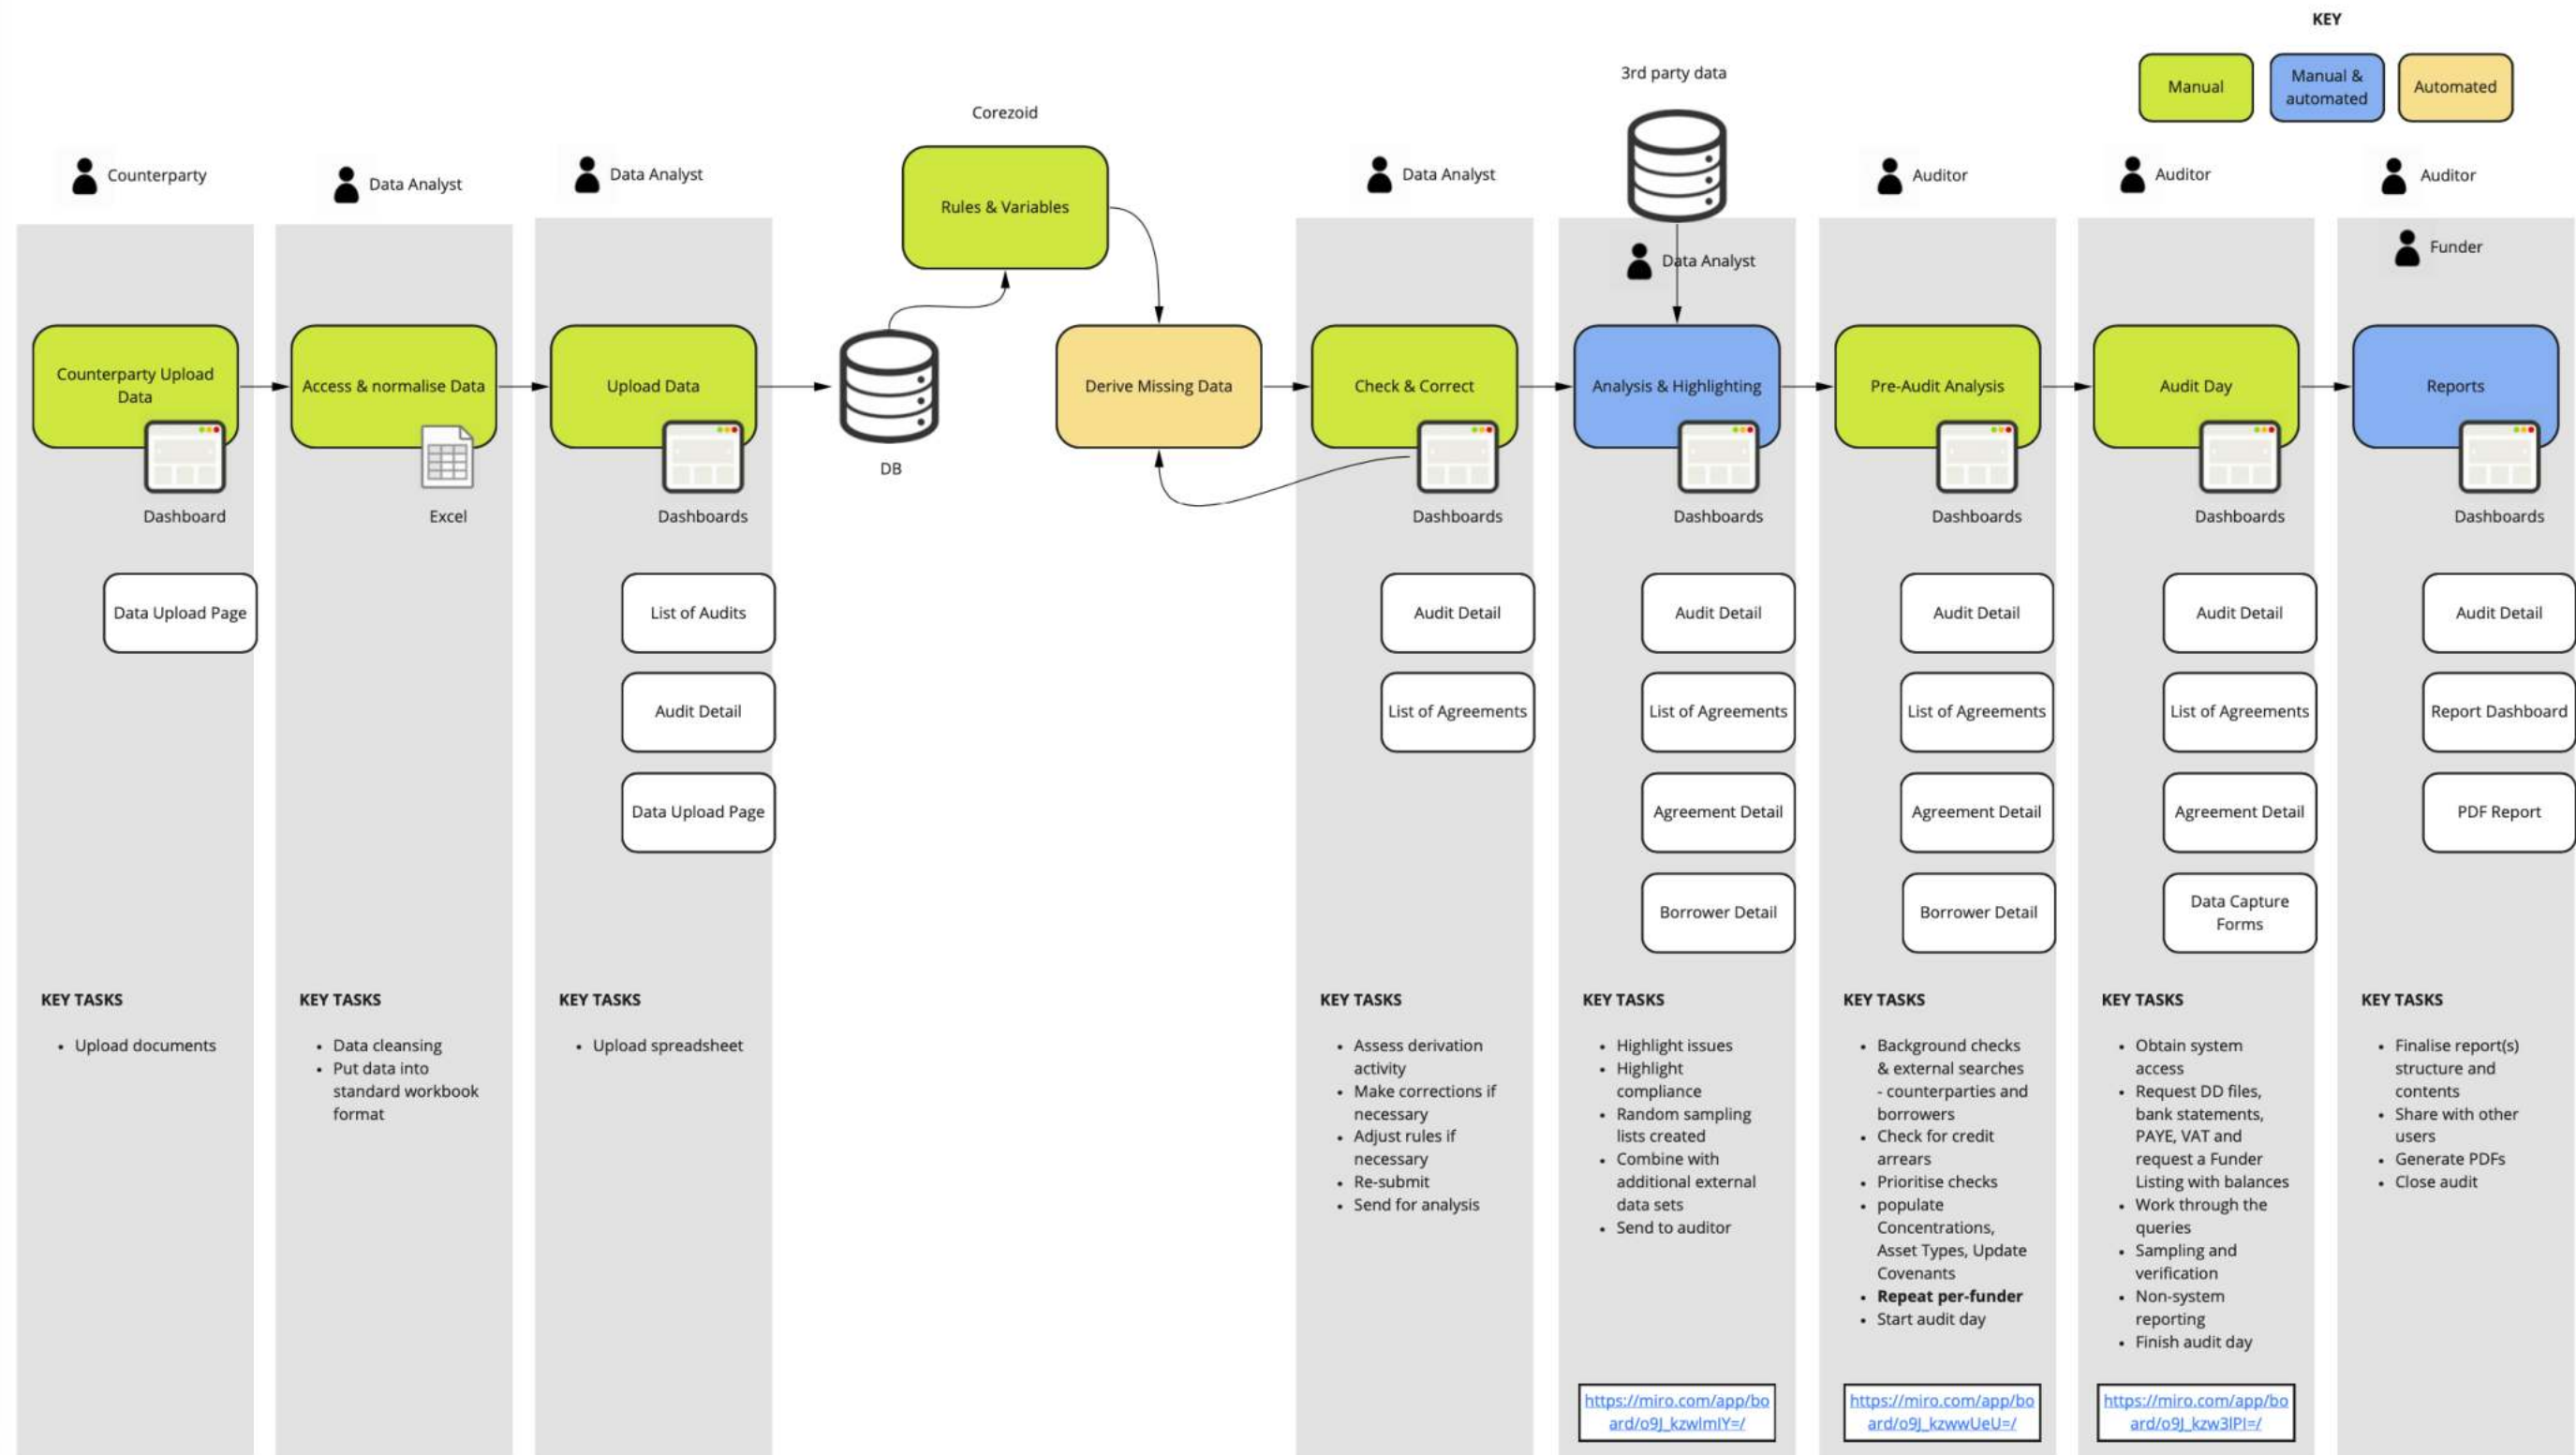 KEY
Manual
Manual &
automated
Automated
3rd party data
Corezoid
Counterparty
Data Analyst
Data Analyst
Rules & Variables
Data Analyst
Data Analyst
Auditor
Auditor
Auditor
Funder
Counterparty Upload
Data
Dashboard
Access & normalise Data
Excel
Upload Data
Dashboards
DB
Derive Missing Data
Check & Correct
Dashboards
Analysis & Highlighting
Dashboards
Pre-Audit Analysis
Dashboards
Audit Day
Dashboards
Reports
Dashboards
Data Upload Page
List of Audits
Audit Detail
Data Upload Page
Audit Detail
List of Agreements
Audit Detail
List of Agreements
Agreement Detail
Borrower Detail
Audit Detail
List of Agreements
Agreement Detail
Borrower Detail
Audit Detail
List of Agreements
Agreement Detail
Data Capture
Forms
Audit Detail
Report Dashboard
PDF Report
KEY TASKS
• Upload documents
KEY TASKS
• Data cleansing
• Put data into
standard workbook
format
KEY TASKS
• Upload spreadsheet
KEY TASKS
• Assess derivation
activity
• Make corrections if
necessary
• Adjust rules if
necessary
• Re-submit
• Send for analysis
KEY TASKS
• Highlight issues
• Highlight
compliance
• Random sampling
lists created
• Combine with
additional external
data sets
• Send to auditor
https://miro.com/app/bo
ard/o9J_kzwlmIY=/
KEY TASKS
• Background checks
& external searches
- counterparties and
borrowers
• Check for credit
arrears
• Prioritise checks
• populate
Concentrations,
Asset Types, Update
Covenants
• Repeat per-funder
• Start audit day
https://miro.com/app/bo
ard/o9J_kzwwUeU=/
KEY TASKS
• Obtain system
access
• Request DD files,
bank statements,
PAYE, VAT and
request a Funder
Listing with balances
• Work through the
queries
• Sampling and
verification
• Non-system
reporting
• Finish audit day
https://miro.com/app/bo
ard/o9J_kzw3lPI=/
KEY TASKS
• Finalise report(s)
structure and
contents
• Share with other
users
• Generate PDFs
• Close audit